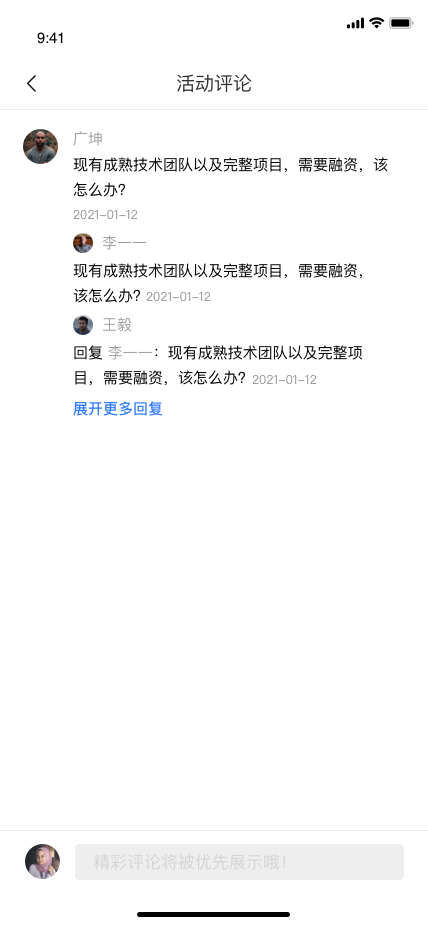 9:41
活动评论
广坤
现有成熟技术团队以及完整项目，需要融资，该
怎么办？
2021-01-12
李一一
现有成熟技术团队以及完整项目，需要融资，
该怎么办? 2021-01-12
王毅
回复 李一一：现有成熟技术团队以及完整项
目，需要融资，该怎么办？ 2021-01-12
展开更多回复
精彩评论将被优先展示哦！